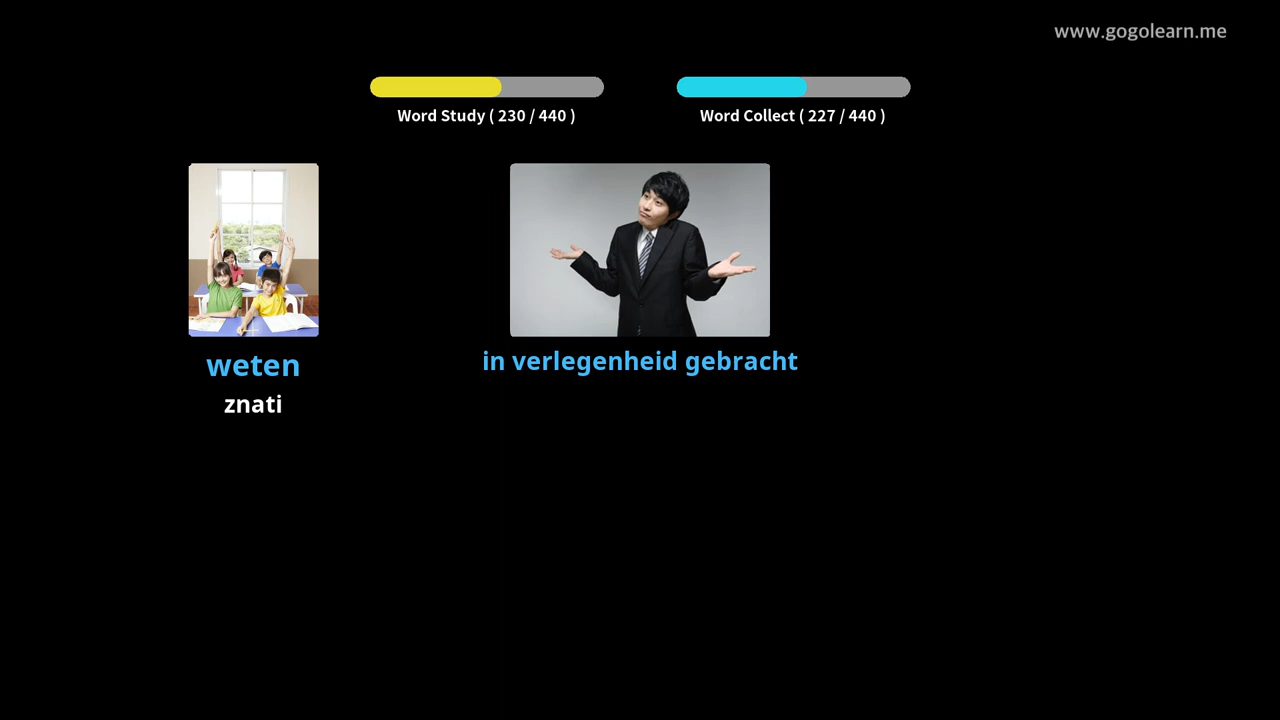 www.gogolearn.me
Word Study ( 230 / 440 )
Word Collect ( 227 / 440 )
weten
znati
in verlegenheid gebracht